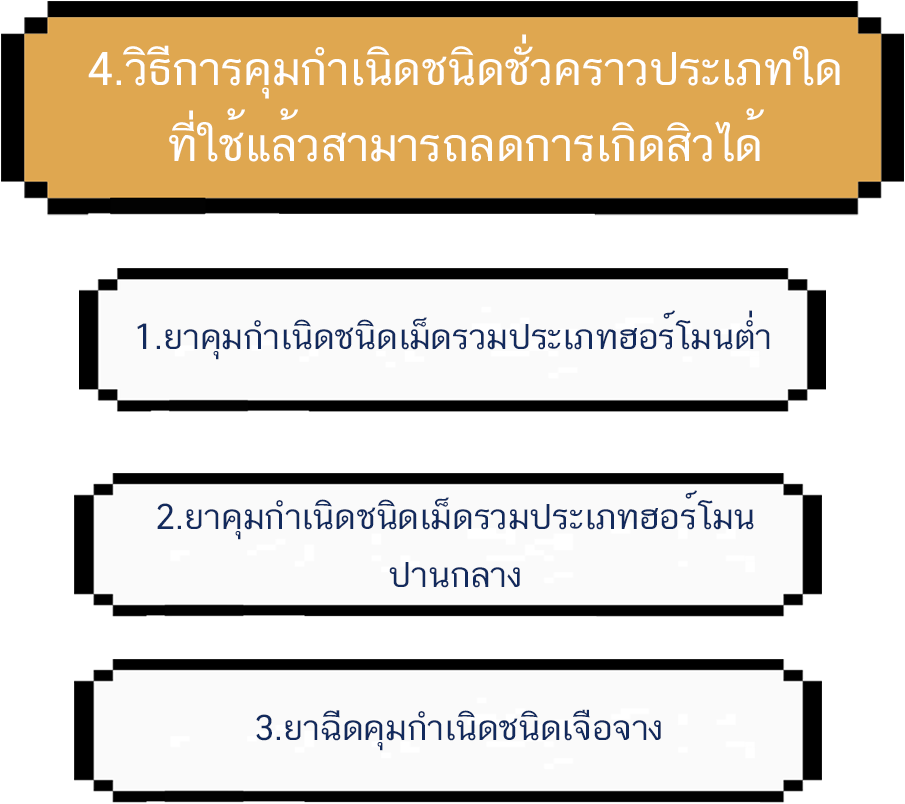 4.วิธีการคุมกำเนิดชนิดชั่วคราวประเภทใด
ที่ใช้แล้วสามารถลดการเกิดสิวได้
1.ยาคุมกำเนิดชนิดเม็ดรวมประเภทฮอร์โมนต่ำ
2.ยาคุมกำเนิดชนิดเม็ดรวมประเภทฮอร์โมน
ปานกลาง
3.ยาฉีดคุมกำเนิดชนิดเจือจาง